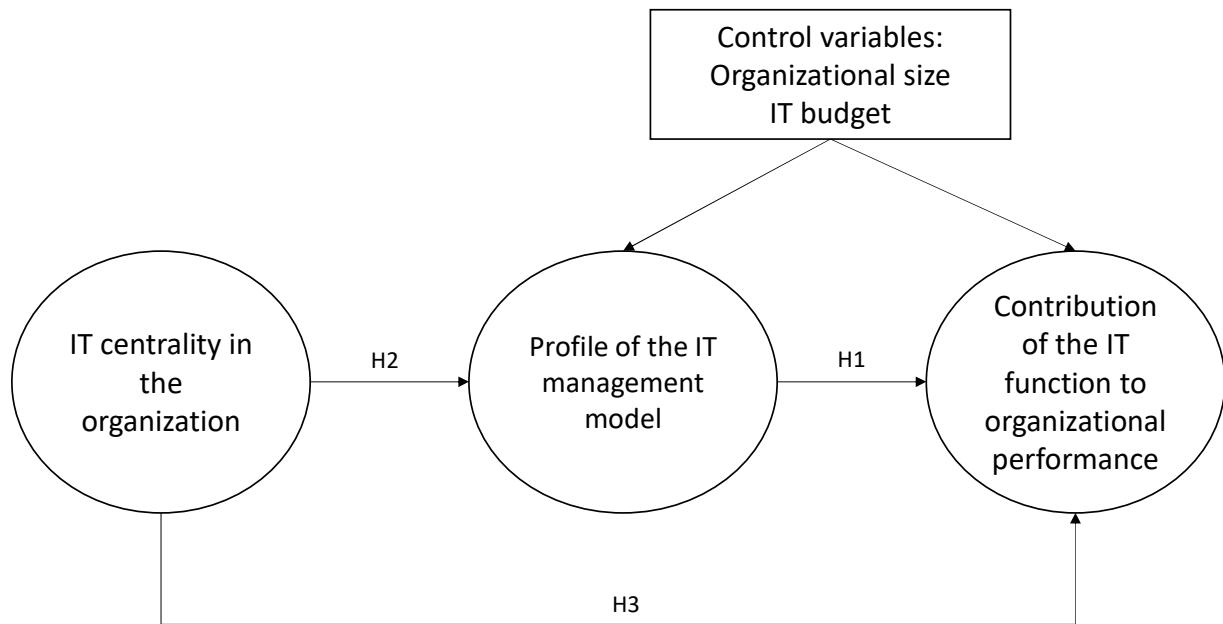 Control variables:
Organizational size
IT budget
IT centrality in
the
organization
H2
Profile of the IT
management
model
H1
Contribution
of the IT
function to
organizational
performance
H3